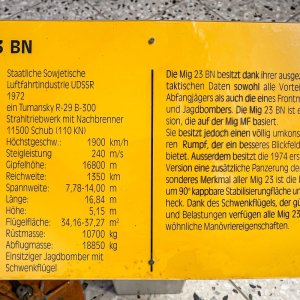 3 BN
Staatliche Sowjetische
Luftfahrtindustrie UDSSR
1972
ein Tumansky R-29 B-300
Strahltriebwerk mit Nachbrenner
11500 Schub (110 KN)
Höchstgeschw.: 1900 km/h
Steigleistung 240 m/s
Gipfelhöhe 16800 m
Reichweite: 1350 km
Spannweite: 7,78-14,00 m
Länge: 16,84 m
Höhe: 5,15 m
Flügelfläche: 34,16-37,27 m²
Rüstmasse: 10700 kg
Abflugmasse: 18850 kg
Einsitziger Jagdbomber mit
Schwenkflügel
Die Mig 23 BN besitzt dank ihrer ausgez
taktischen Daten sowohl alle Vorteil
Abfangjägers als auch die eines Frontm
und Jagdbombers. Die Mig 23 ist ein
sion, die auf der Mig MF basiert.
Sie besitzt jedoch einen völlig umkons
ren Rumpf, der ein besseres Blickfeld
bietet. Ausserdem besitzt die 1974 ers
Version eine zusätzliche Panzerung de
sonderes Merkmal aller Mig 23 ist die b
um 90° kappbare Stabilisierungsfläche un
heck. Dank des Schwenkflügels, der gü
und Belastungen verfügen alle Mig 23
wöhnliche Manövriereigenschaften.